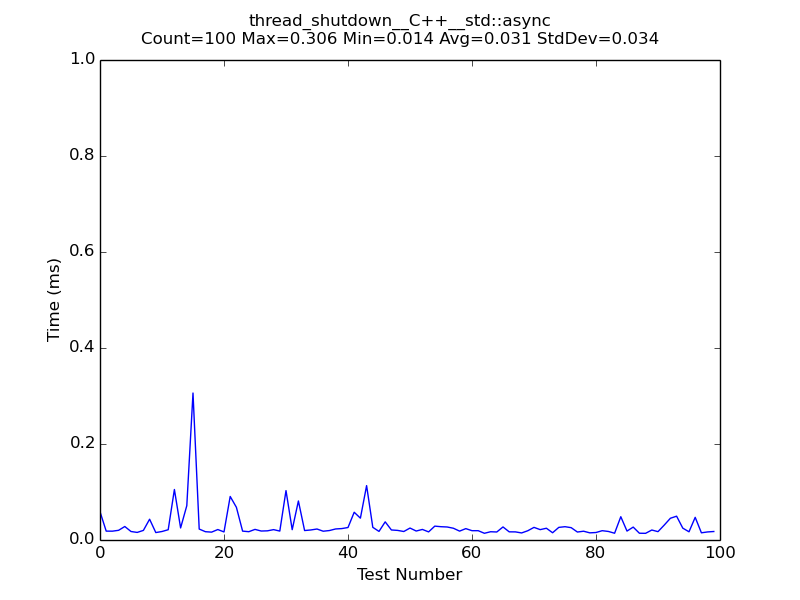 thread_shutdown__C++__std::async
Count=100 Max=0.306 Min=0.014 Avg=0.031 StdDev=0.034
1.0
0.8
0.6
0.4
0.2
0.0
Time (ms)
0 20 40 60 80 100
Test Number